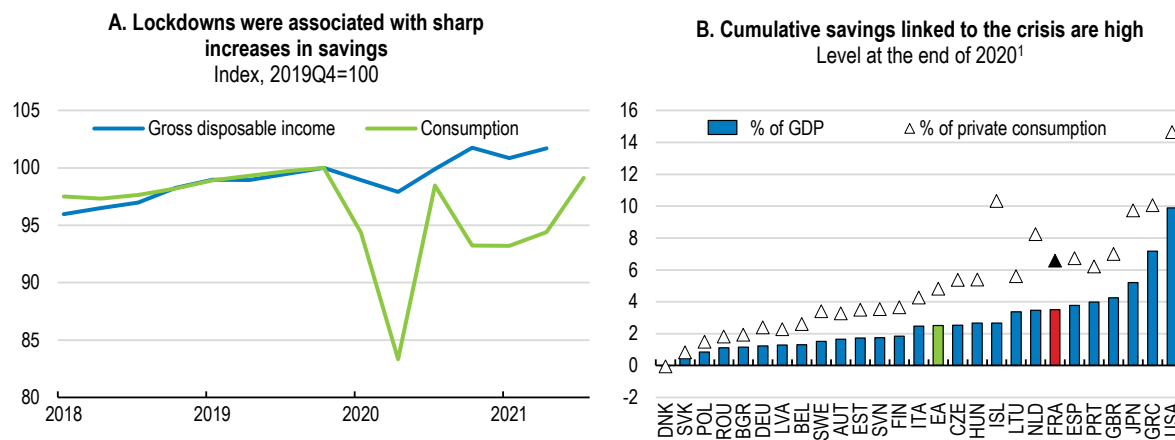 A. Lockdowns were associated with sharp
increases in savings
Index, 2019Q4=100
105
100
95
90
85
80
Gross disposable income
Consumption
2018
2019
2020
2021
B. Cumulative savings linked to the crisis are high
Level at the end of 2020¹
16
14
12
10
8
6
4
2
0
-2
% of GDP
% of private consumption
DNK
SVK
POL
ROU
BGR
DEU
LVA
BEL
SWE
AUT
EST
SVN
FIN
ITA
EA
CZE
HUN
ISL
LTU
NLD
FRA
ESP
PRT
GBR
JPN
GRC
USA